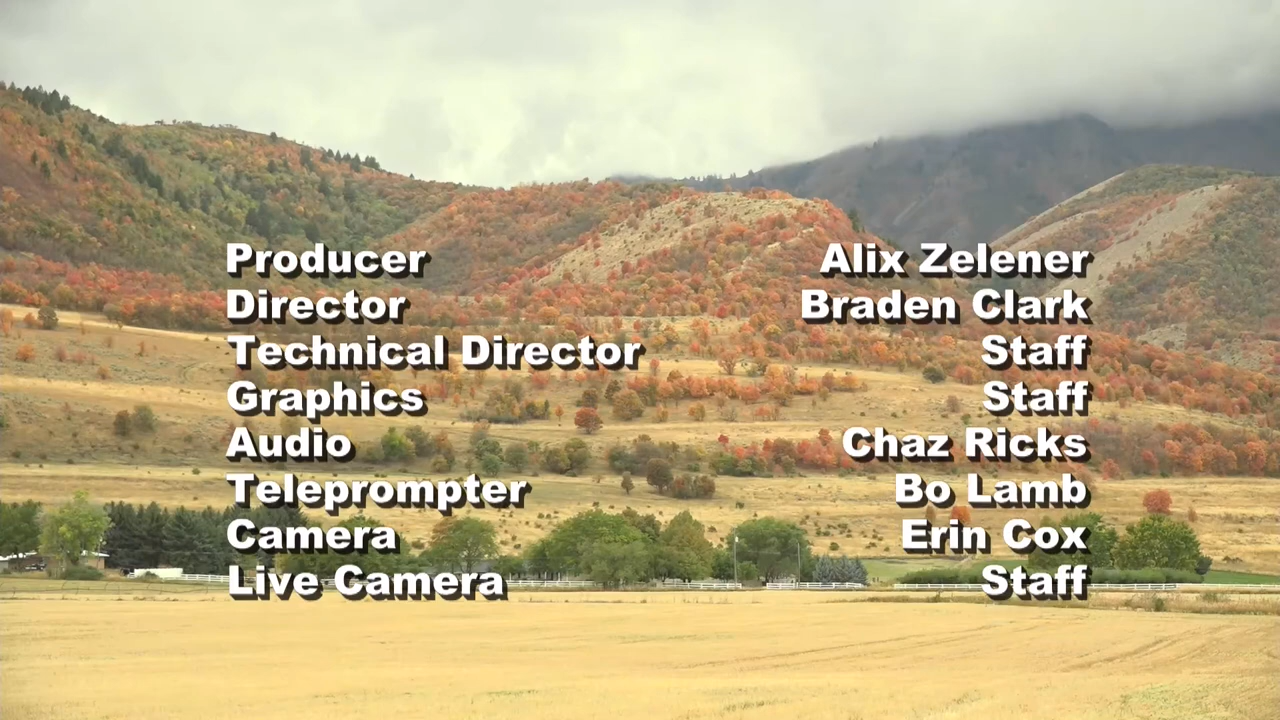 Producer Alix Zelener
Director Braden Clark
Technical Director Staff
Graphics Staff
Audio Chaz Ricks
Teleprompter Bo Lamb
Camera Erin Cox
Live Camera Staff